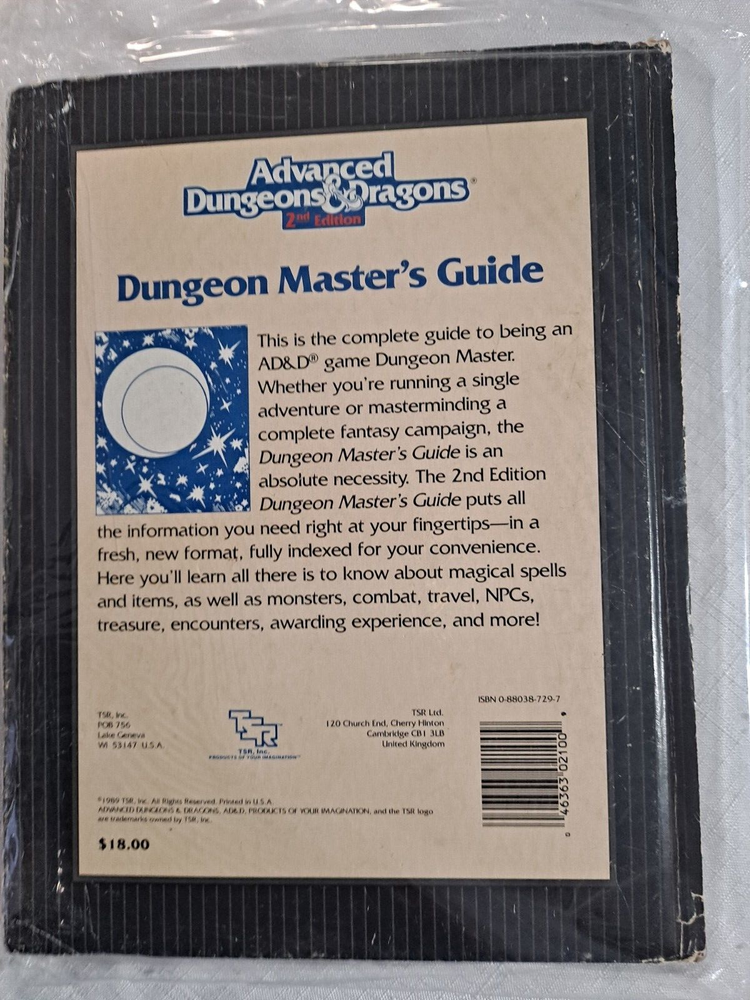 Advanced
Dungeons & Dragons®
2nd Edition
Dungeon Master's Guide
This is the complete guide to being an
AD&D® game Dungeon Master.
Whether you're running a single
adventure or masterminding a
complete fantasy campaign, the
Dungeon Master's Guide is an
absolute necessity. The 2nd Edition
Dungeon Master's Guide puts all
the information you need right at your fingertips—in a
fresh, new format, fully indexed for your convenience.
Here you'll learn all there is to know about magical spells
and items, as well as monsters, combat, travel, NPCs,
treasure, encounters, awarding experience, and more!
TSR, Inc.
POB 756
Lake Geneva
WI 53147 U.S.A.
TSR™
TSR, Inc.
PRODUCTS OF YOUR IMAGINATION™
TSR Ltd.
120 Church End, Cherry Hinton
Cambridge CB1 3LB
United Kingdom
ISBN 0-88038-729-7
0 46363 02100 9
©1989 TSR, Inc. All Rights Reserved. Printed in U.S.A.
ADVANCED DUNGEONS & DRAGONS, AD&D, PRODUCTS OF YOUR IMAGINATION, and the TSR logo
are trademarks owned by TSR, Inc.
$18.00